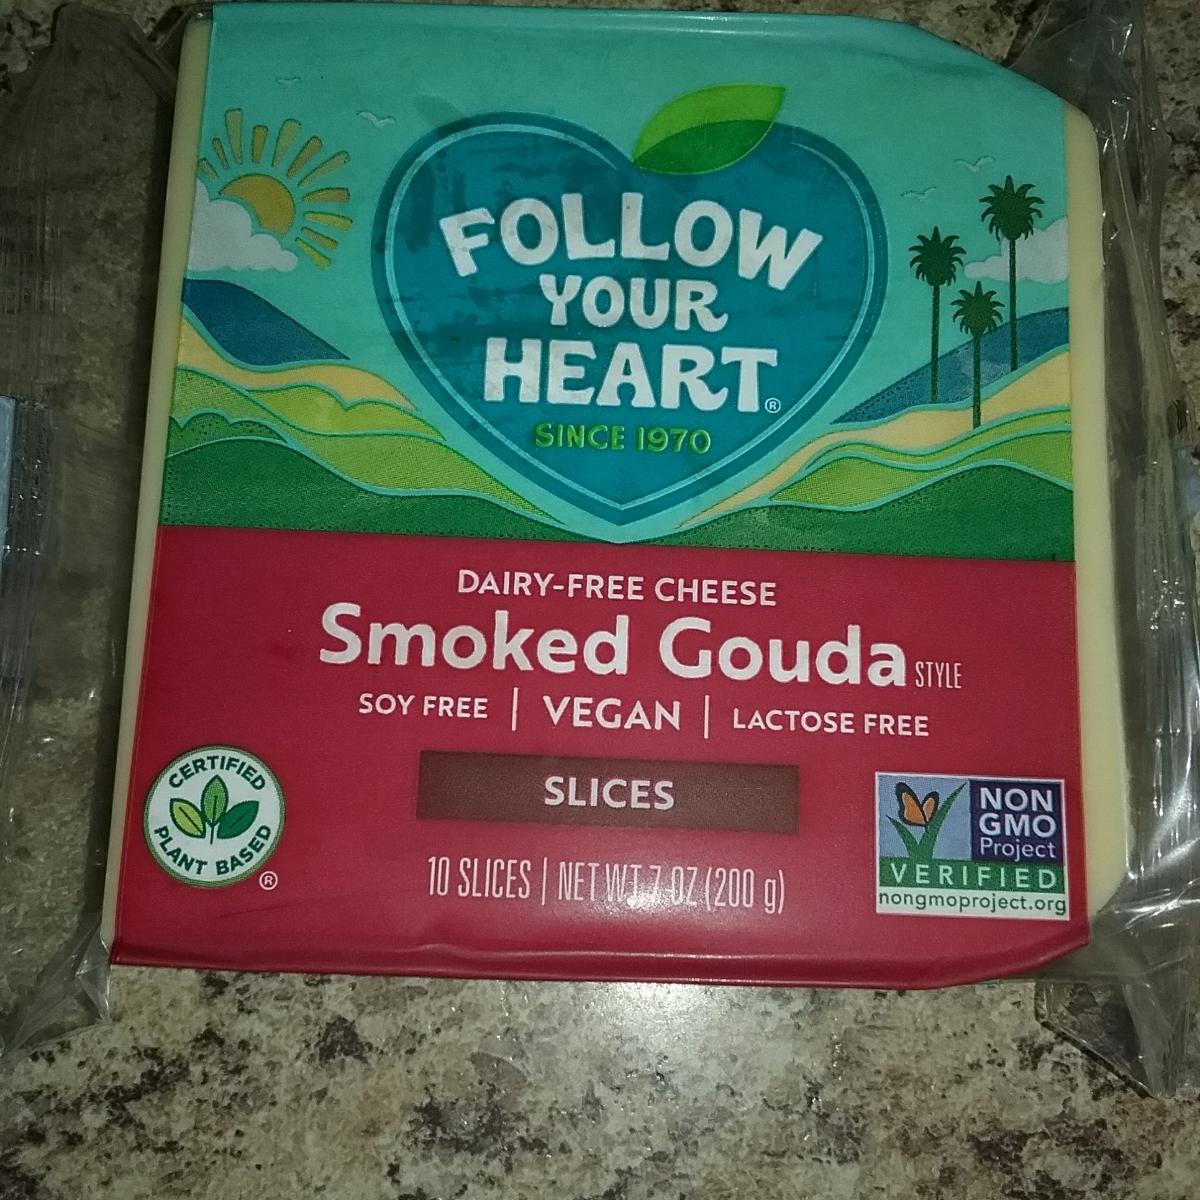 FOLLOW
YOUR
HEART®
SINCE 1970
DAIRY-FREE CHEESE
Smoked Gouda STYLE
SOY FREE | VEGAN | LACTOSE FREE
SLICES
CERTIFIED
PLANT BASED
®
10 SLICES | NET WT 7 OZ (200 g)
NON
GMO
Project
VERIFIED
nongmoproject.org